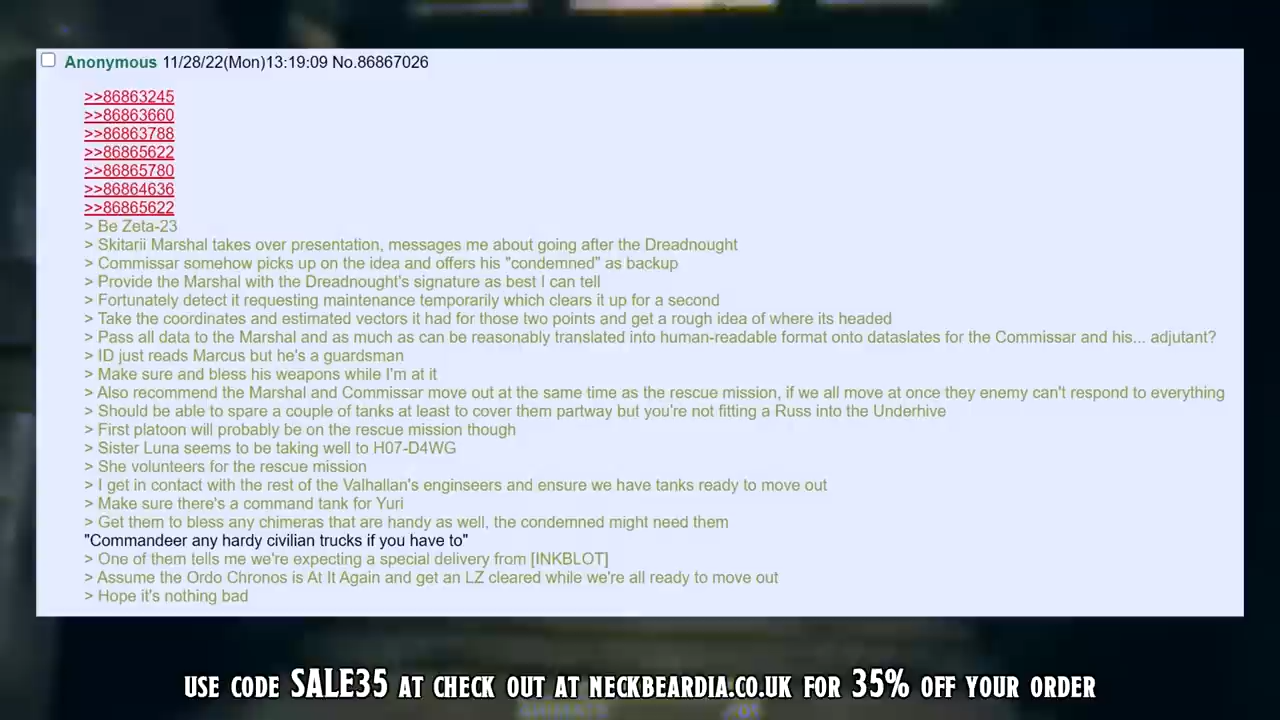 Anonymous 11/28/22(Mon)13:19:09 No.86867026
>>86863245
>>86863660
>>86863788
>>86865622
>>86865780
>>86864636
>>86865622
> Be Zeta-23
> Skitarii Marshal takes over presentation, messages me about going after the Dreadnought
> Commissar somehow picks up on the idea and offers his "condemned" as backup
> Provide the Marshal with the Dreadnought's signature as best I can tell
> Fortunately detect it requesting maintenance temporarily which clears it up for a second
> Take the coordinates and estimated vectors it had for those two points and get a rough idea of where its headed
> Pass all data to the Marshal and as much as can be reasonably translated into human-readable format onto dataslates for the Commissar and his... adjutant?
> ID just reads Marcus but he's a guardsman
> Make sure and bless his weapons while I'm at it
> Also recommend the Marshal and Commissar move out at the same time as the rescue mission, if we all move at once they enemy can't respond to everything
> Should be able to spare a couple of tanks at least to cover them partway but you're not fitting a Russ into the Underhive
> First platoon will probably be on the rescue mission though
> Sister Luna seems to be taking well to H07-D4WG
> She volunteers for the rescue mission
> I get in contact with the rest of the Valhallan's engineers and ensure we have tanks ready to move out
> Make sure there's a command tank for Yuri
> Get them to bless any chimeras that are handy as well, the condemned might need them
"Commandeer any hardy civilian trucks if you have to"
> One of them tells me we're expecting a special delivery from [INKBLOT]
> Assume the Ordo Chronos is At It Again and get an LZ cleared while we're all ready to move out
> Hope it's nothing bad
USE CODE SALE35 AT CHECK OUT AT NECKBEARDIA.CO.UK FOR 35% OFF YOUR ORDER